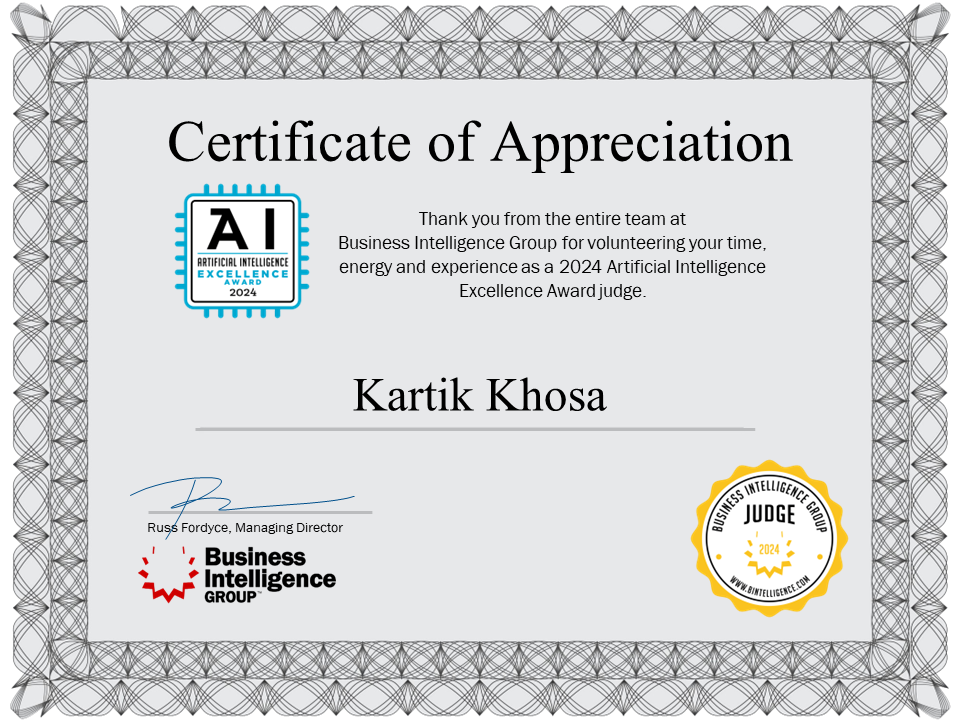 Certificate of Appreciation
AI
ARTIFICIAL INTELLIGENCE
EXCELLENCE
AWARD
2024
Thank you from the entire team at
Business Intelligence Group for volunteering your time,
energy and experience as a 2024 Artificial Intelligence
Excellence Award judge.
Kartik Khosa
Russ Fordyce, Managing Director
Business
Intelligence
GROUP™
BUSINESS INTELLIGENCE GROUP
JUDGE
2024
WWW.BINTELLIGENCE.COM